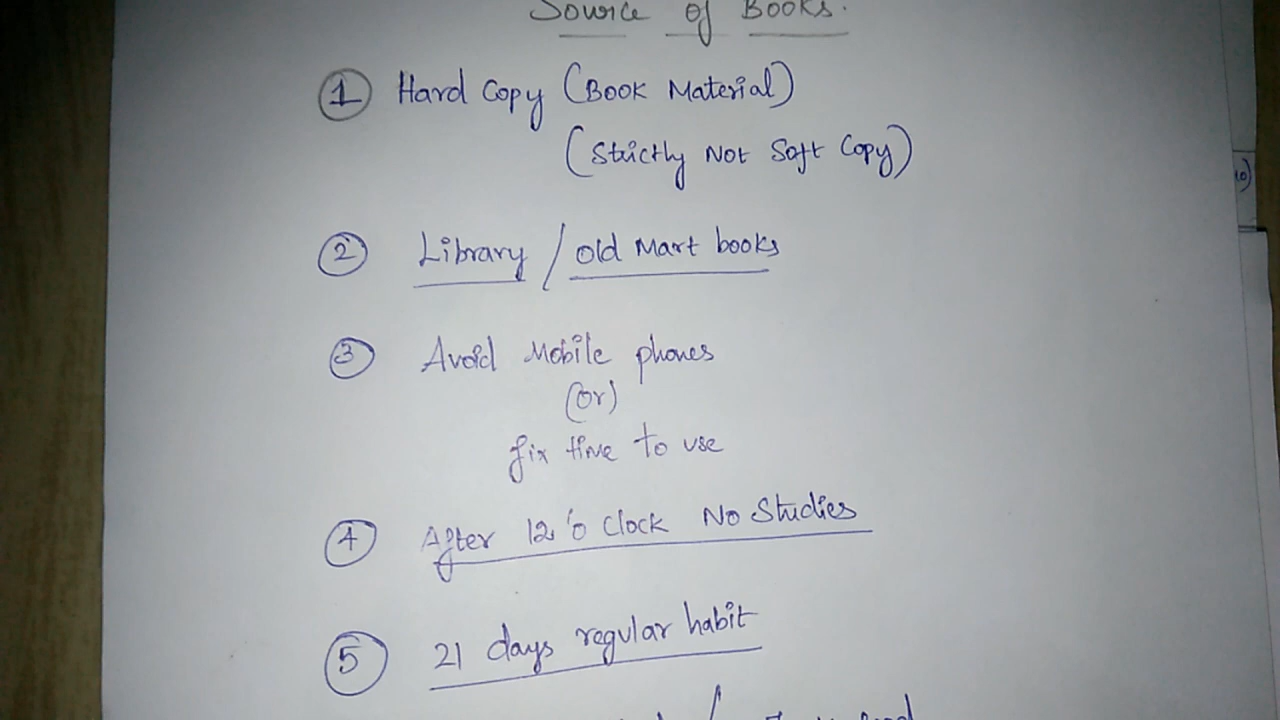 Source of Books.
1 Hard Copy (Book Material)
(Strictly Not Soft Copy)
2 Library / old Mart books
3 Avoid Mobile phones
(or)
fix time to use
4 After 12'o Clock No Studies
5 21 days regular habit